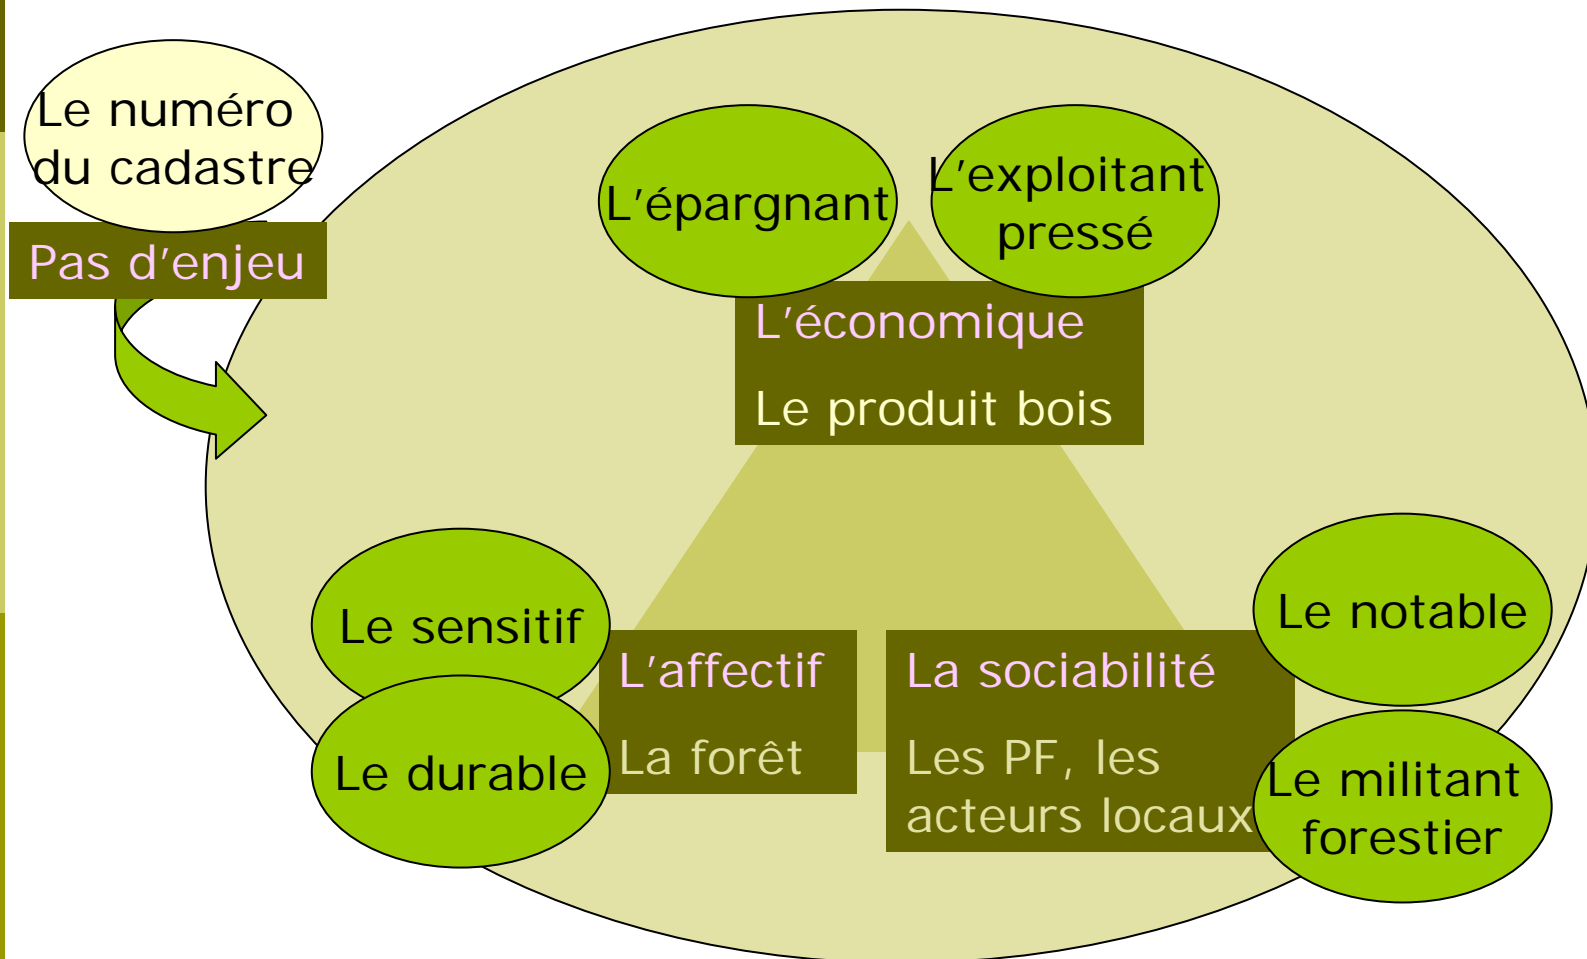 Le numéro
du cadastre
Pas d'enjeu
L'épargnant
L'exploitant
pressé
L'économique
Le produit bois
Le sensitif
Le durable
L'affectif
La forêt
La sociabilité
Les PF, les
acteurs locaux
Le notable
Le militant
forestier